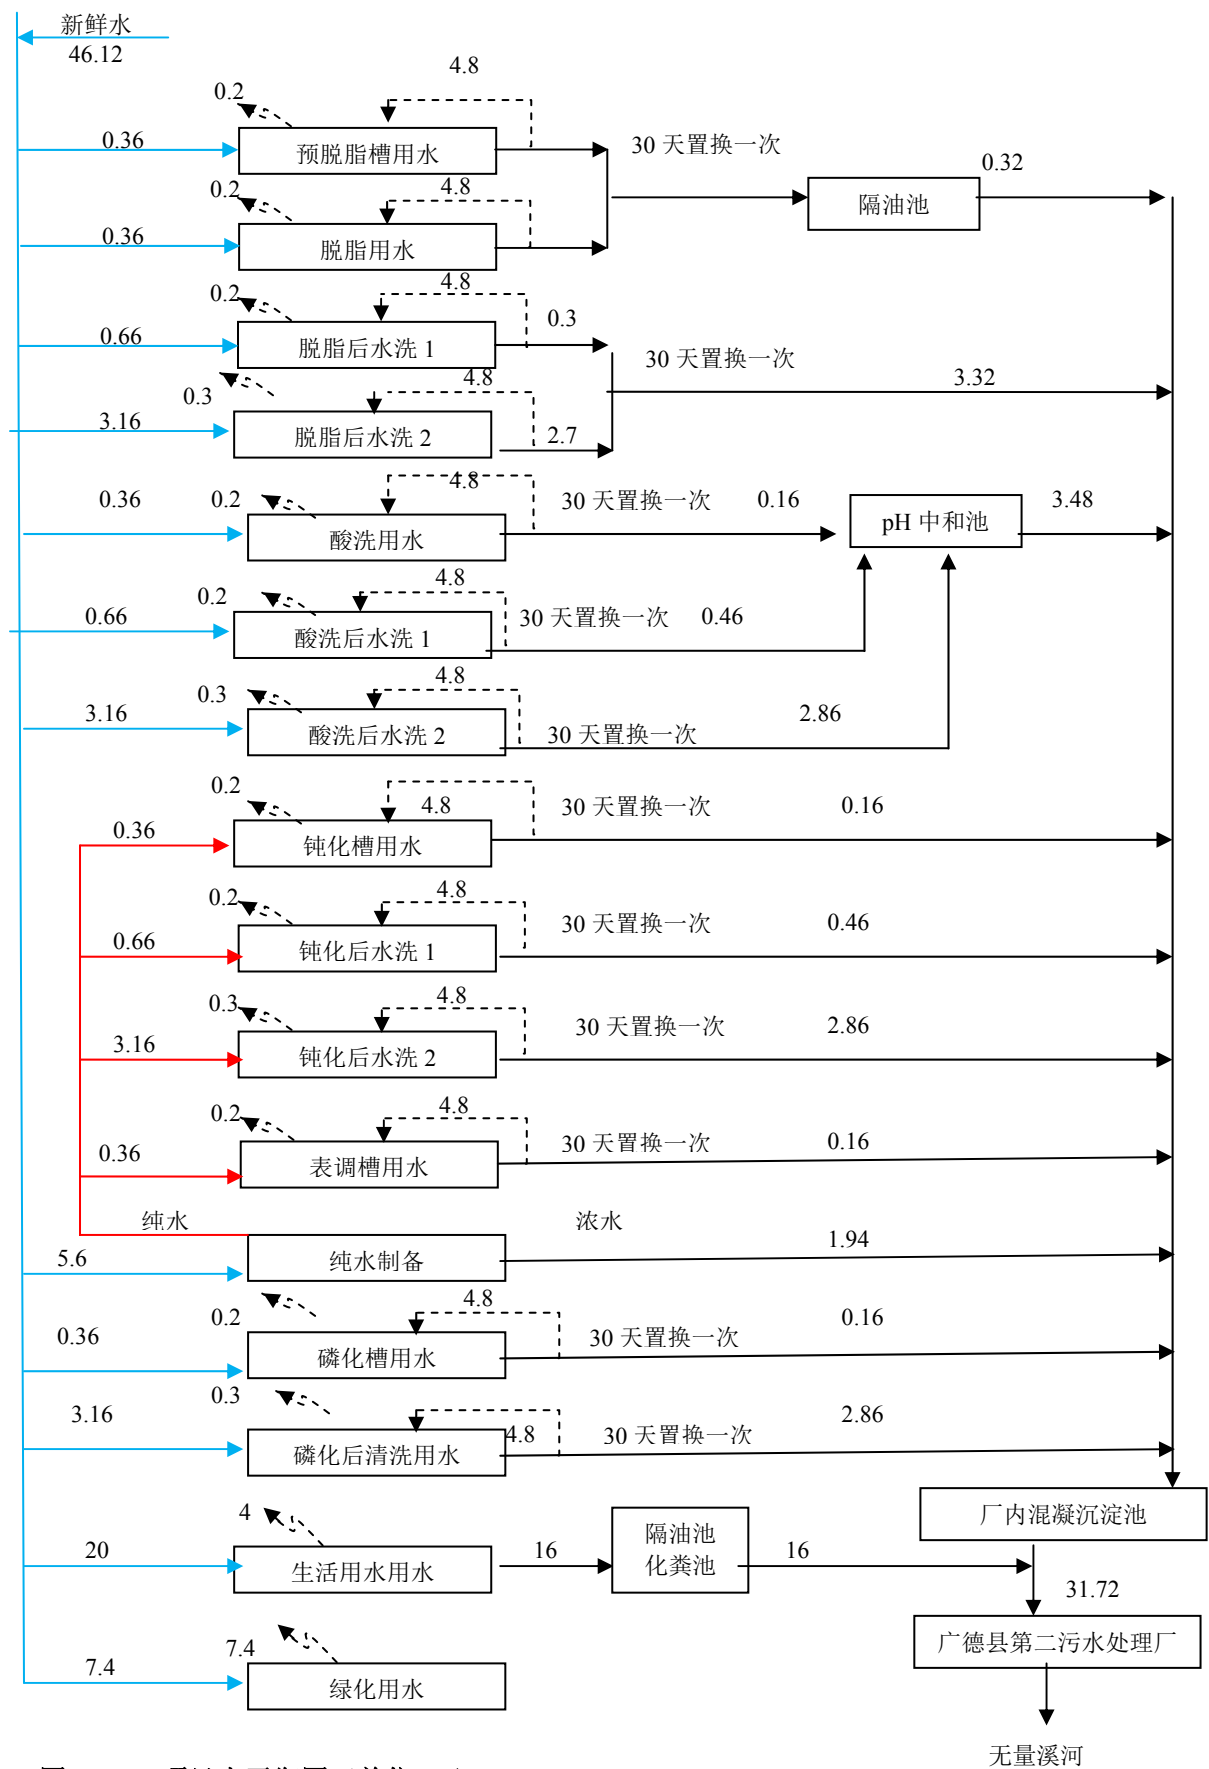 新鲜水
46.12
4.8
0.2
0.36
预脱脂槽用水
30 天置换一次
0.32
隔油池
0.2
4.8
0.36
脱脂用水
0.2
4.8
0.66
脱脂后水洗 1
0.3
30 天置换一次
3.32
0.3
4.8
3.16
脱脂后水洗 2
2.7
0.36
0.2
4.8
酸洗用水
30 天置换一次
0.16
pH 中和池
3.48
0.66
0.2
4.8
酸洗后水洗 1
30 天置换一次
0.46
3.16
0.3
4.8
酸洗后水洗 2
30 天置换一次
2.86
0.2
4.8
0.36
钝化槽用水
30 天置换一次
0.16
0.2
4.8
0.66
钝化后水洗 1
30 天置换一次
0.46
0.3
4.8
3.16
钝化后水洗 2
30 天置换一次
2.86
0.2
4.8
0.36
表调槽用水
30 天置换一次
0.16
纯水
浓水
5.6
纯水制备
1.94
0.2
4.8
0.36
磷化槽用水
30 天置换一次
0.16
0.3
3.16
磷化后清洗用水
4.8
30 天置换一次
2.86
厂内混凝沉淀池
4
20
生活用水用水
16
隔油池
化粪池
16
31.72
广德县第二污水处理厂
7.4
7.4
绿化用水
无量溪河